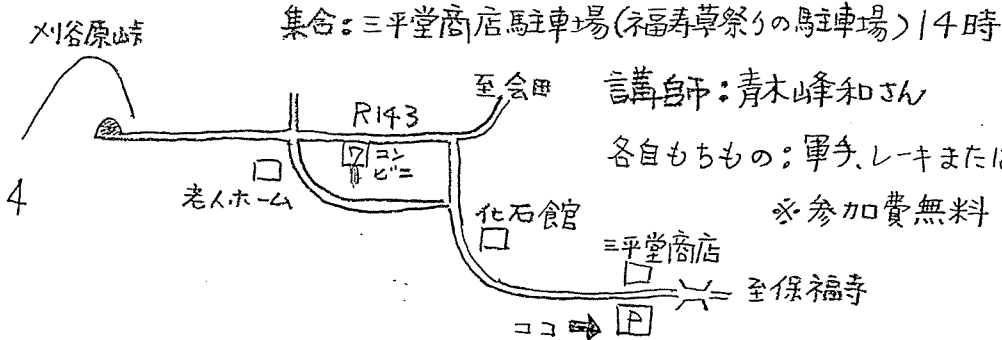 集合：三平堂商店駐車場(福寿草祭りの駐車場)14時
刈谷原峠
至会田
講師：青木峰和さん
R143
コンビニ
各自もちもの：軍手、レーキまたは
4
老人ホーム
※参加費無料
化石館
三平堂商店
至保福寺
ココ➡
P